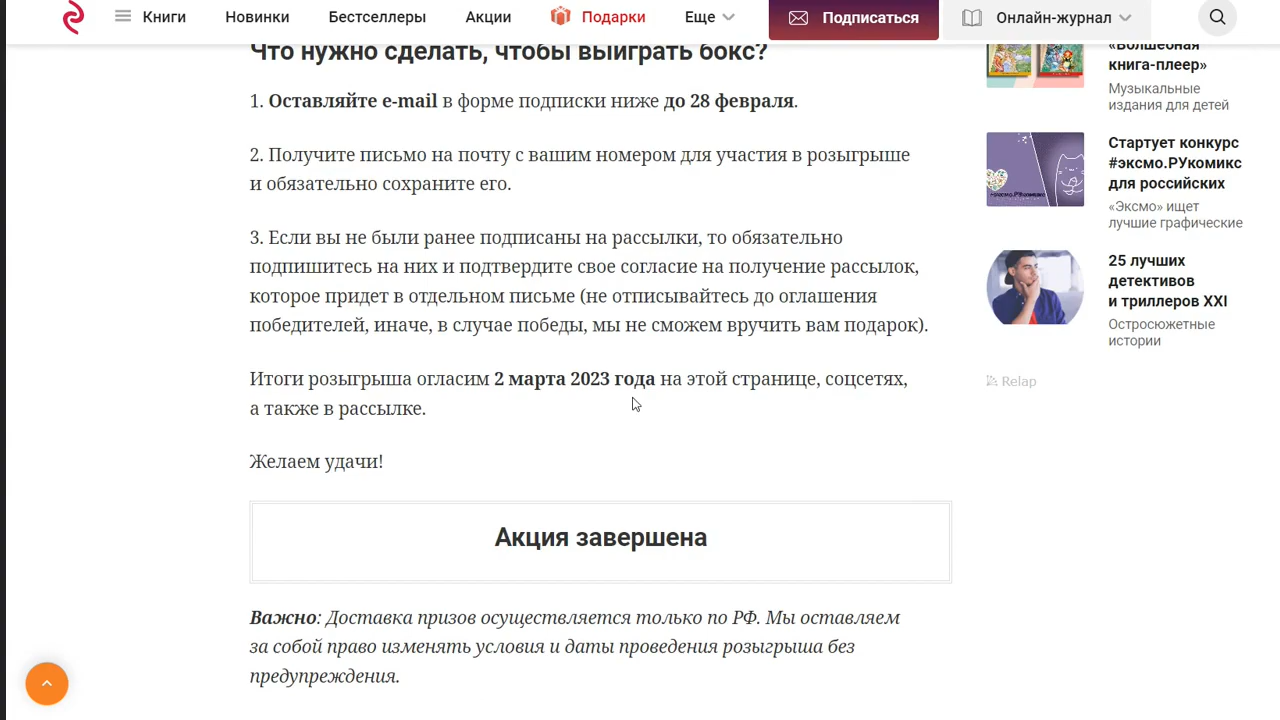 Книги
Новинки
Бестселлеры
Акции
Подарки
Еще
Подписаться
Онлайн-журнал
Что нужно сделать, чтобы выиграть бокс?
1. Оставляйте e-mail в форме подписки ниже до 28 февраля.
2. Получите письмо на почту с вашим номером для участия в розыгрыше
и обязательно сохраните его.
3. Если вы не были ранее подписаны на рассылки, то обязательно
подпишитесь на них и подтвердите свое согласие на получение рассылок,
которое придет в отдельном письме (не отписывайтесь до оглашения
победителей, иначе, в случае победы, мы не сможем вручить вам подарок).
Итоги розыгрыша огласим 2 марта 2023 года на этой странице, соцсетях,
а также в рассылке.
Желаем удачи!
Акция завершена
Важно: Доставка призов осуществляется только по РФ. Мы оставляем
за собой право изменять условия и даты проведения розыгрыша без
предупреждения.
«Волшебная
книга-плеер»
Музыкальные
издания для детей
Стартует конкурс
#эксмо.РУкомикс
для российских
«Эксмо» ищет
лучшие графические
25 лучших
детективов
и триллеров XXI
Остросюжетные
истории
Relap